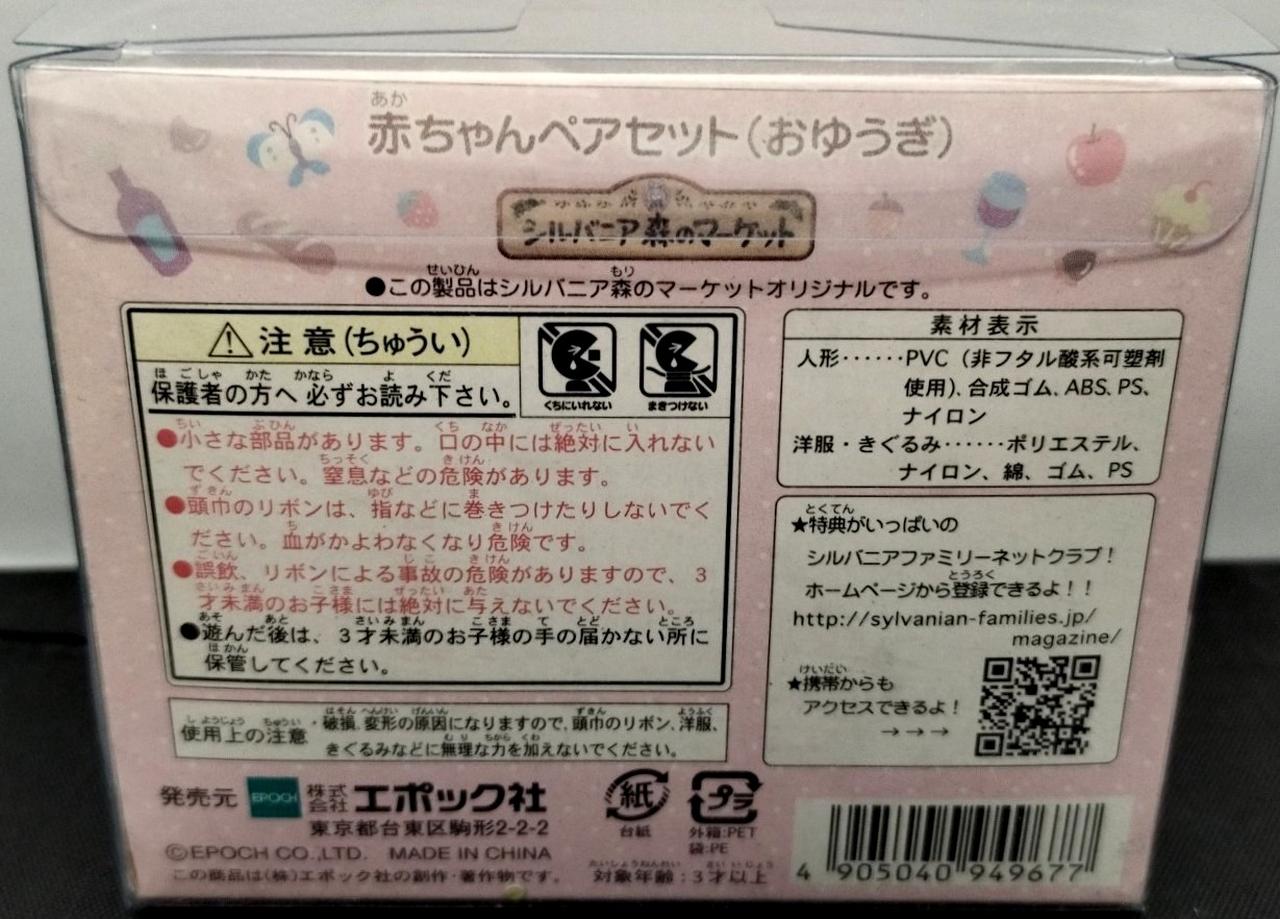 赤ちゃんペアセット(おゆうぎ)
シルバニア森のマーケット
●この製品はシルバニア森のマーケットオリジナルです。
注意(ちゅうい)
保護者の方へ 必ずお読み下さい。
くちにいれない
まきつけない
●小さな部品があります。口の中には絶対に入れない
でください。窒息などの危険があります。
●頭巾のリボンは、指などに巻きつけたりしないでく
ださい。血がかよわなくなり危険です。
●誤飲、リボンによる事故の危険がありますので、3
才未満のお子様には絶対に与えないでください。
●遊んだ後は、3才未満のお子様の手の届かない所に
保管してください。
使用上の注意
・破損、変形の原因になりますので、頭巾のリボン、洋服、
きぐるみなどに無理な力を加えないでください。
素材表示
人形‥‥‥PVC(非フタル酸系可塑剤
使用)、合成ゴム、ABS、PS、
ナイロン
洋服・きぐるみ‥‥‥ポリエステル、
ナイロン、綿、ゴム、PS
★特典がいっぱいの
シルバニアファミリーネットクラブ!
ホームページから登録できるよ!!
http://sylvanian-families.jp/
magazine/
★携帯からも
アクセスできるよ!
→→→
発売元 EPOCH 株式会社エポック社
東京都台東区駒形2-2-2
©EPOCH CO.,LTD. MADE IN CHINA
この商品は(株)エポック社の創作・著作物です。
紙
台紙
プラ
外箱:PET
袋:PE
対象年齢:3才以上
4 905040 949677